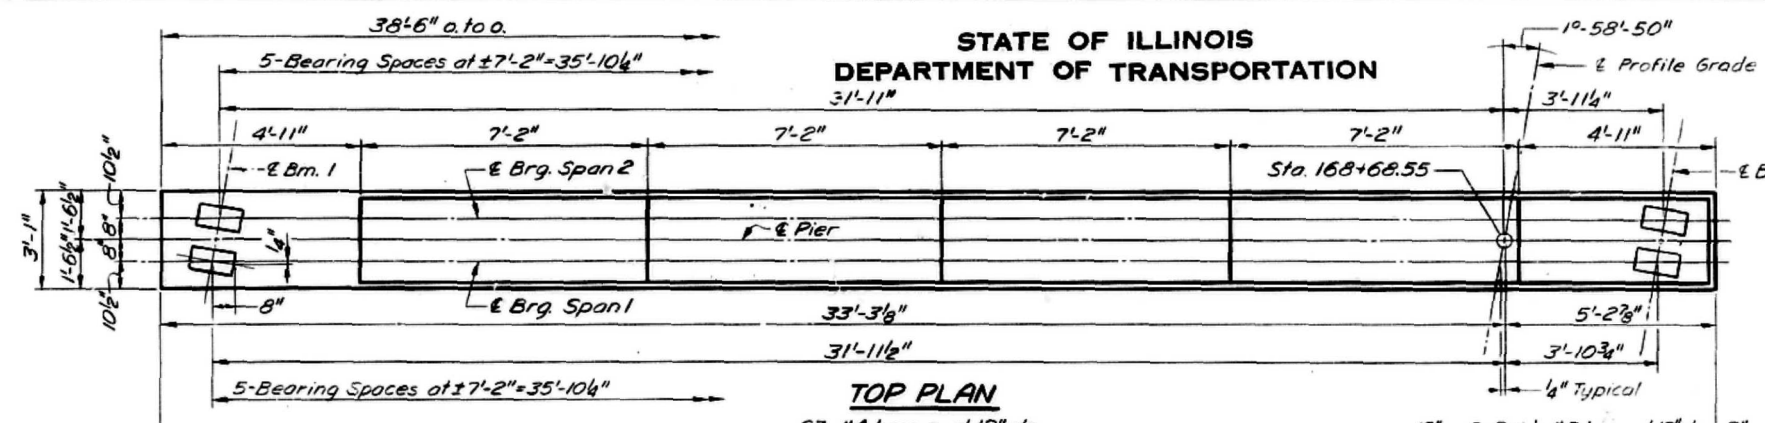 38'-6" o. to o.
STATE OF ILLINOIS
DEPARTMENT OF TRANSPORTATION
1°-58'-50"
5-Bearing Spaces at ±7'-2"=35'-10¼"
℄ Profile Grade
31'-11"
3'-11¼"
4'-11"
7'-2"
7'-2"
7'-2"
7'-2"
4'-11"
℄ Bm. 1
℄ Brg. Span 2
Sta. 168+68.55
3'-1"
1'-6½"
1'-6½"
10½"
8"
8"
10½"
¼"
℄ Pier
8"
℄ Brg. Span 1
33'-3⅛"
5'-2⅞"
31'-11½"
3'-10¾"
5-Bearing Spaces at ±7'-2"=35'-10¼"
TOP PLAN
¼" Typical